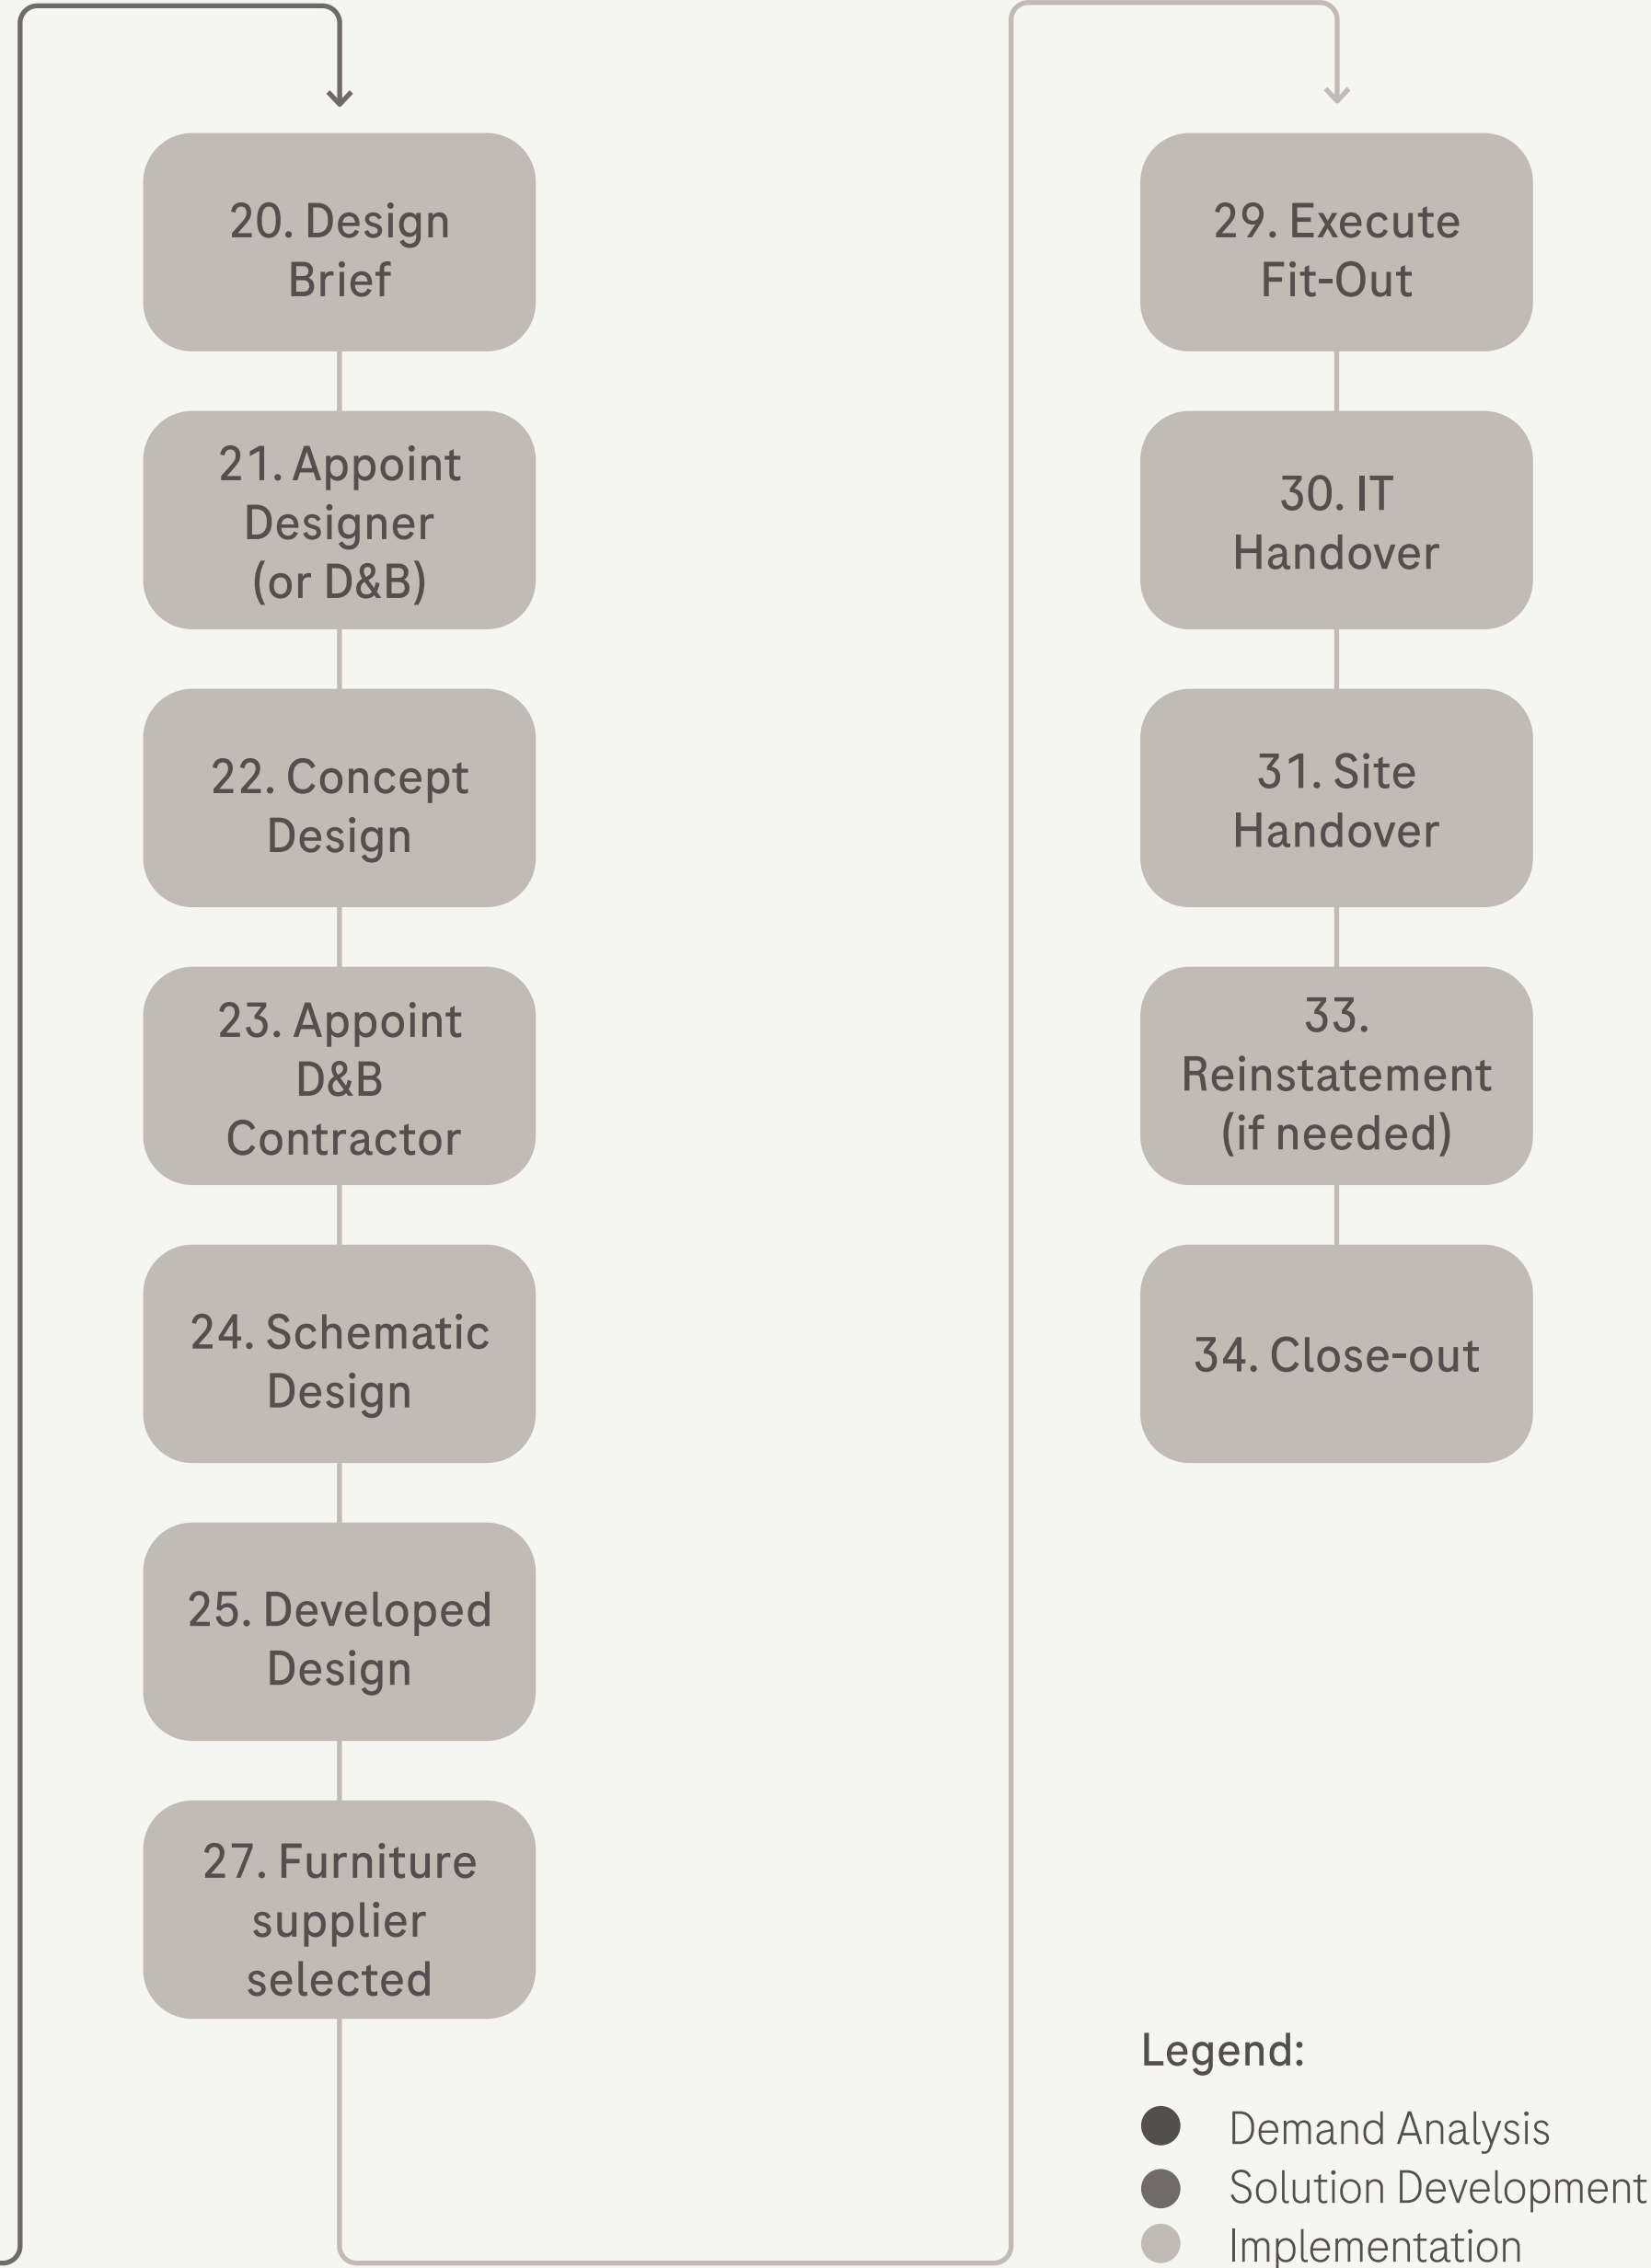 20. Design
Brief
21. Appoint
Designer
(or D&B)
22. Concept
Design
23. Appoint
D&B
Contractor
24. Schematic
Design
25. Developed
Design
27. Furniture
supplier
selected
29. Execute
Fit-Out
30. IT
Handover
31. Site
Handover
33.
Reinstatement
(if needed)
34. Close-out
Legend:
Demand Analysis
Solution Development
Implementation